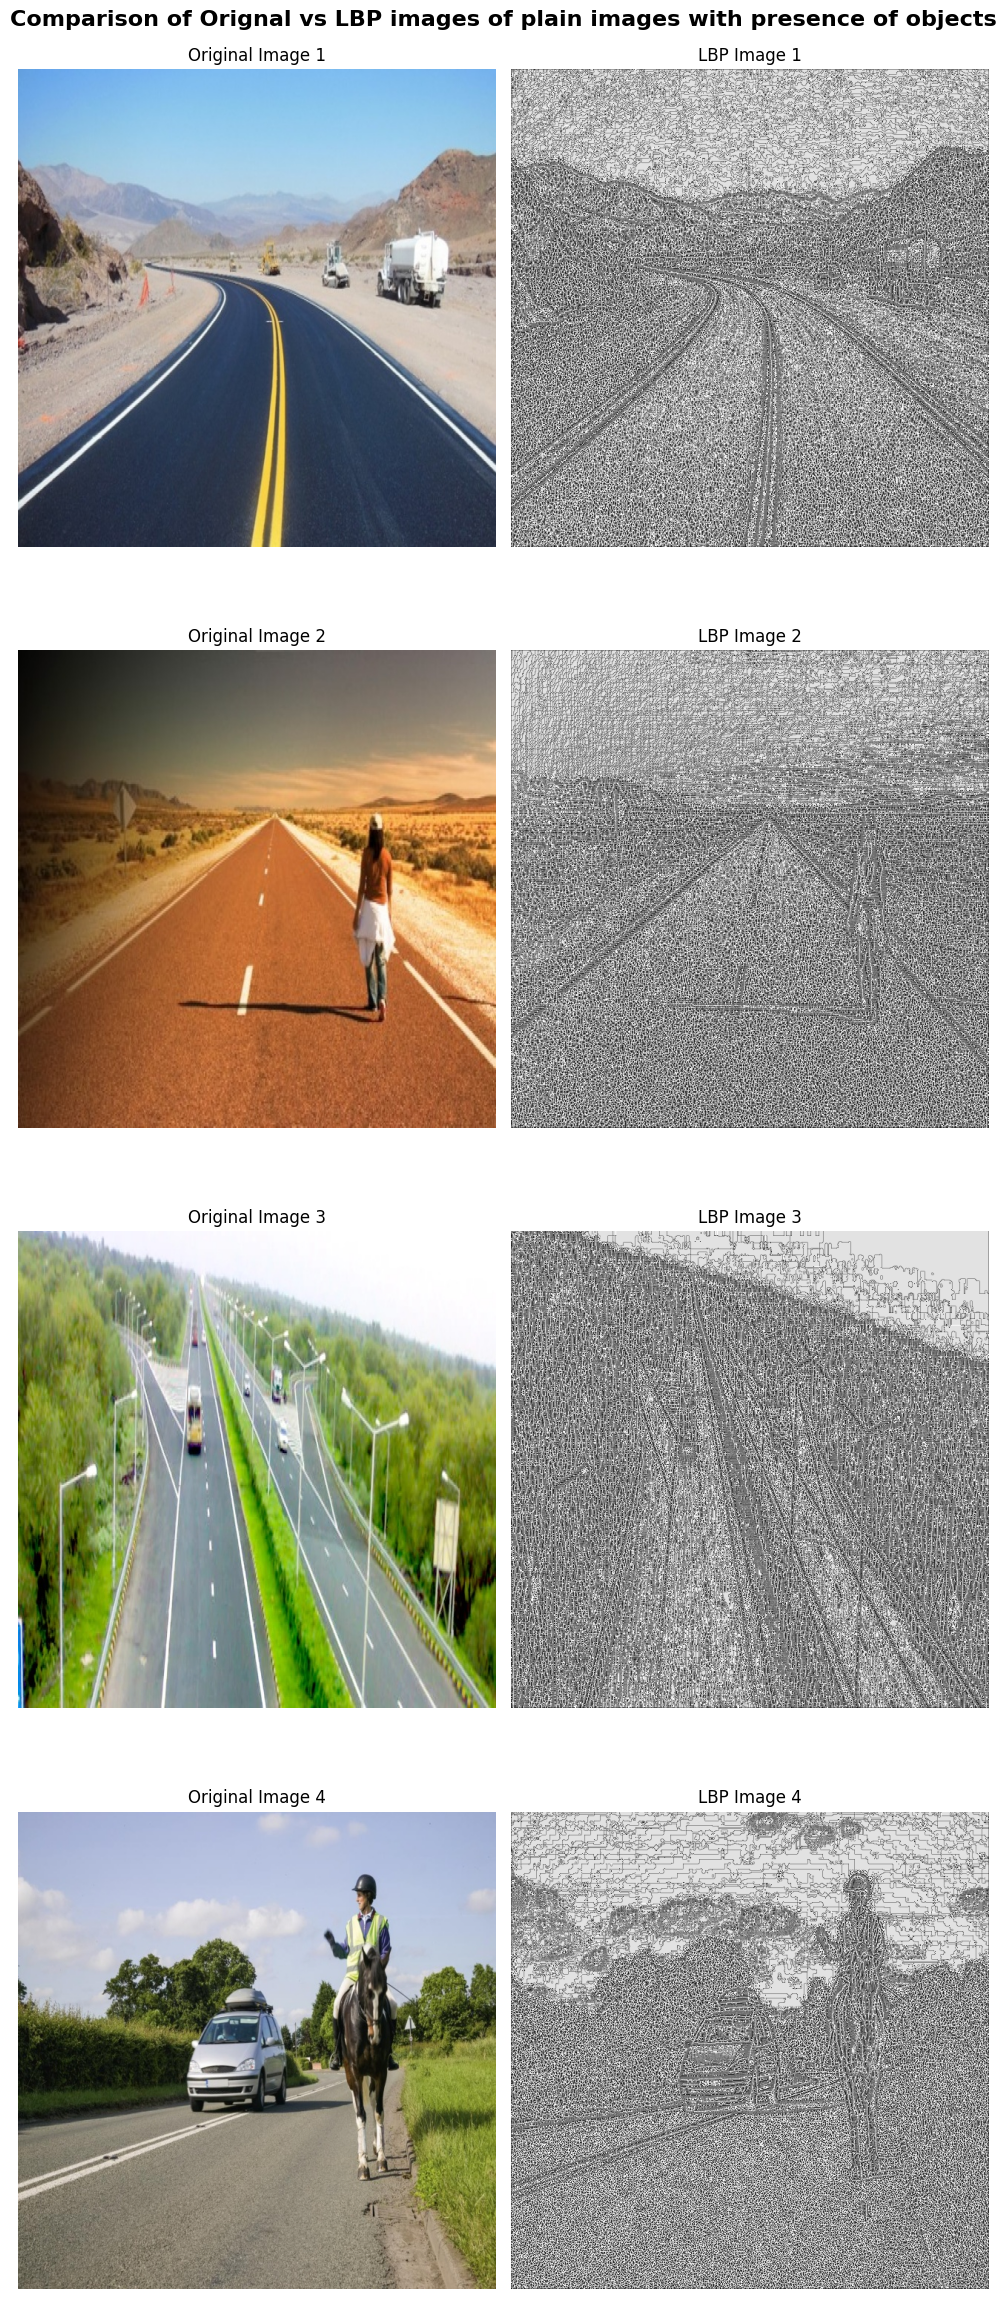 Comparison of Orignal vs LBP images of plain images with presence of objects
Original Image 1
LBP Image 1
Original Image 2
LBP Image 2
Original Image 3
LBP Image 3
Original Image 4
LBP Image 4